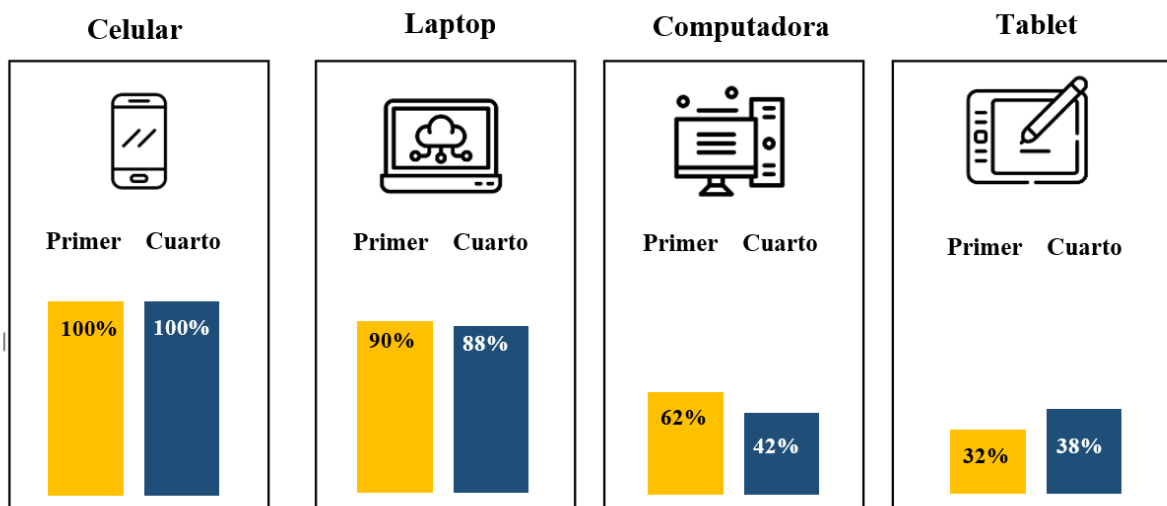 Celular
Laptop
Computadora
Tablet
Primer Cuarto
Primer Cuarto
Primer Cuarto
Primer Cuarto
100% 100%
90% 88%
62% 42%
32% 38%